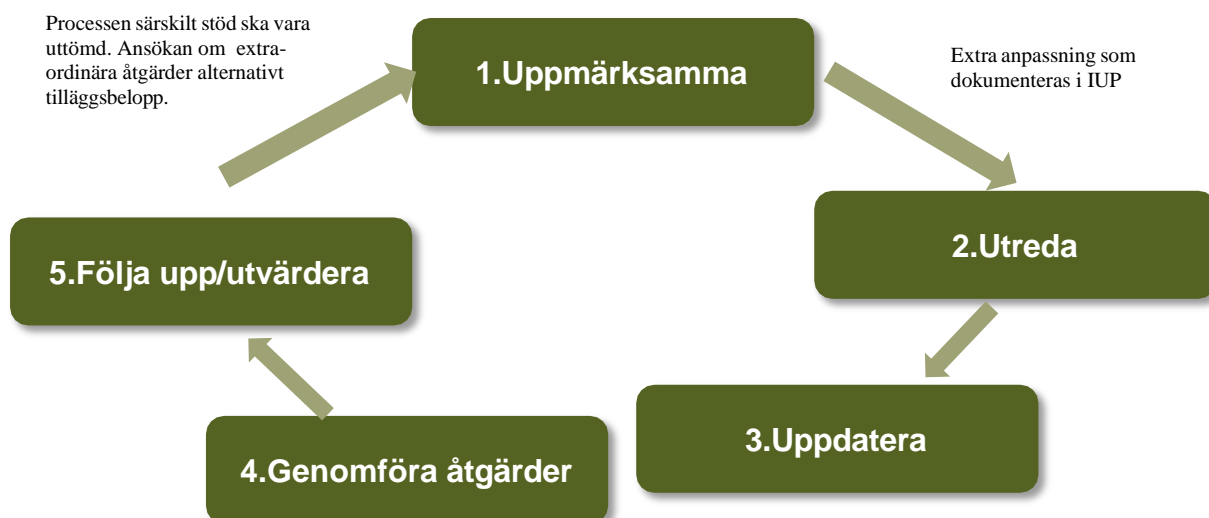 Processen särskilt stöd ska vara
uttömd. Ansökan om extra-
ordinära åtgärder alternativt
tilläggsbelopp.
1.Uppmärksamma
Extra anpassning som
dokumenteras i IUP
2.Utreda
5.Följa upp/utvärdera
3.Uppdatera
4.Genomföra åtgärder